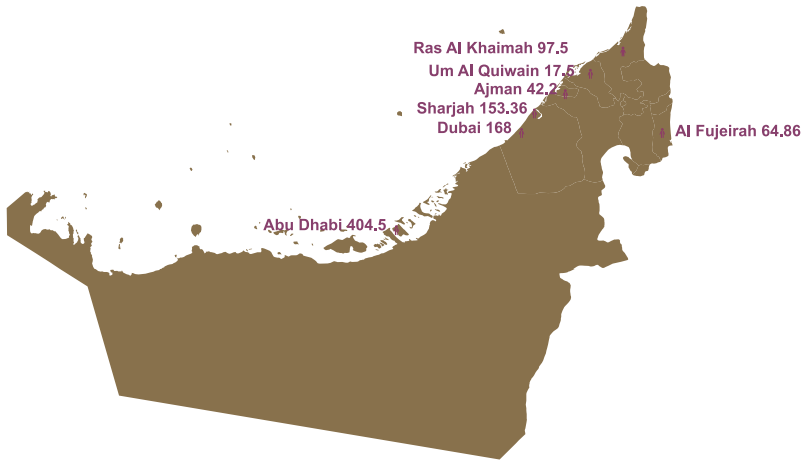 Ras Al Khaimah 97.5
Um Al Quiwain 17.5
Ajman 42.2
Sharjah 153.36
Dubai 168
Al Fujeirah 64.86
Abu Dhabi 404.5